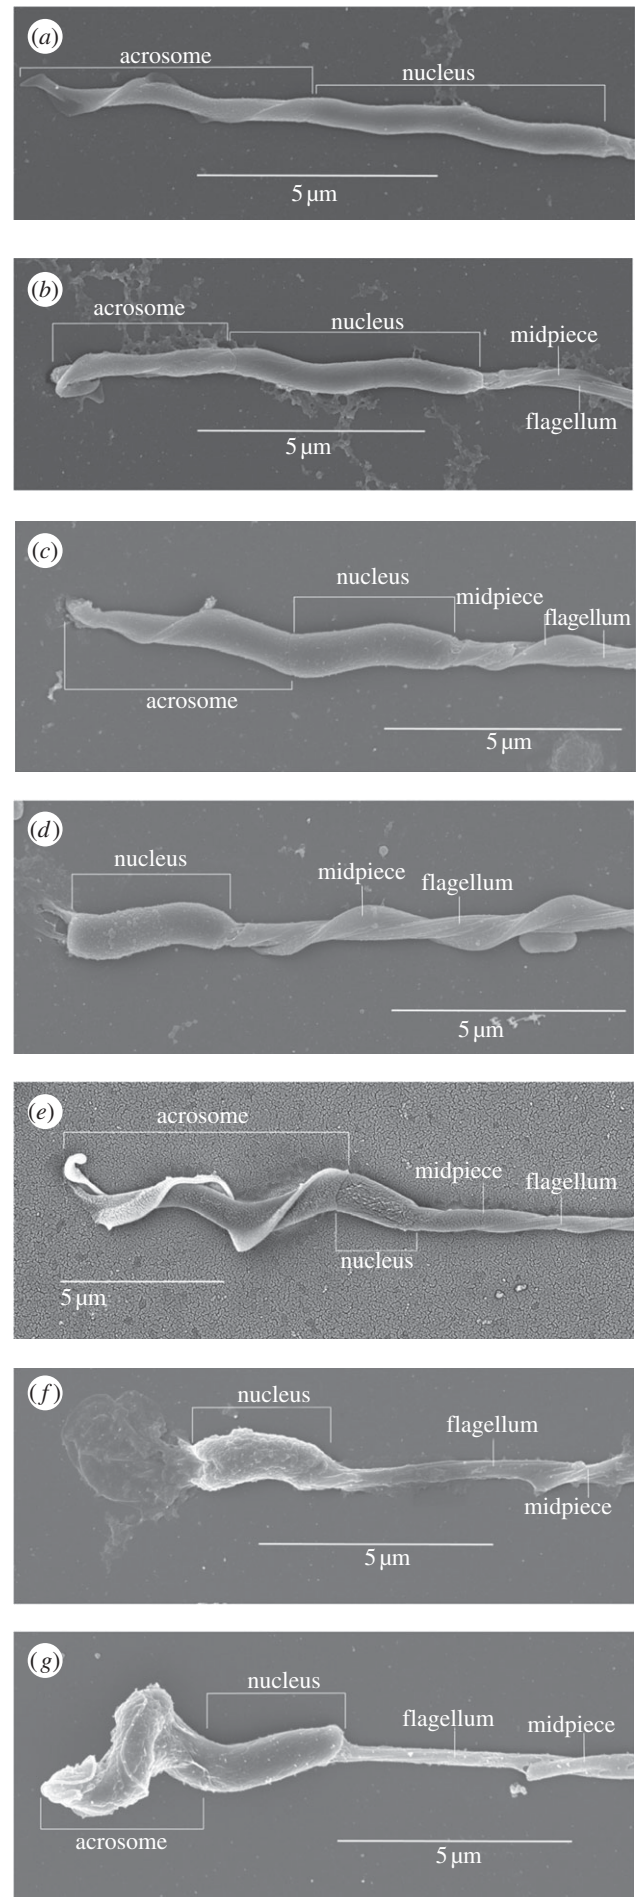 (a)
acrosome
nucleus
5 µm
(b)
acrosome
nucleus
midpiece
flagellum
5 µm
(c)
nucleus
midpiece
flagellum
acrosome
5 µm
(d)
nucleus
midpiece
flagellum
5 µm
(e)
acrosome
midpiece
flagellum
nucleus
5 µm
(f)
nucleus
flagellum
midpiece
5 µm
(g)
nucleus
flagellum
midpiece
acrosome
5 µm